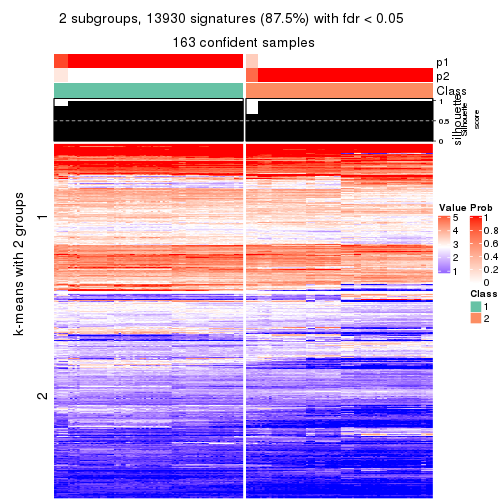 2 subgroups, 13930 signatures (87.5%) with fdr < 0.05
163 confident samples
p1
p2
Class
1
0.5
0
silhouette
Silhouette
score
k-means with 2 groups
1
2
Value
5
4
3
2
1
Prob
1
0.8
0.6
0.4
0.2
0
Class
1
2